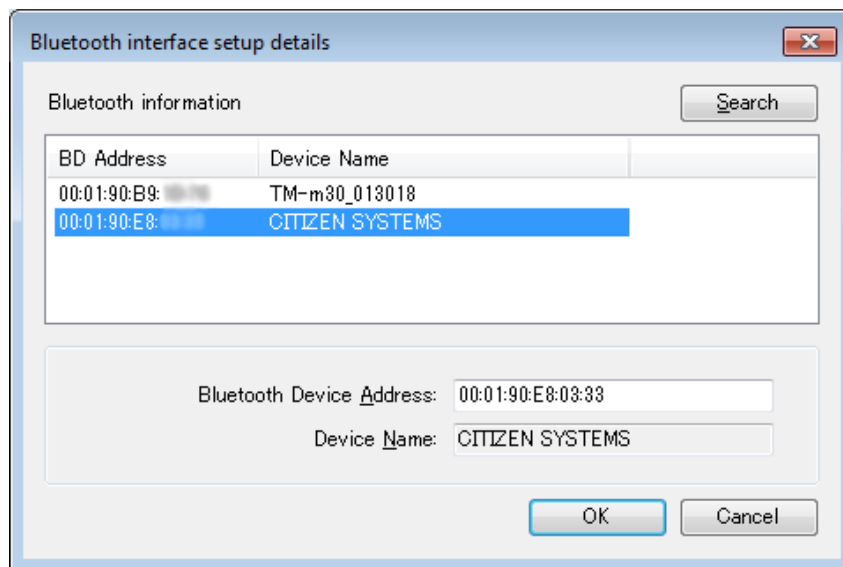 Bluetooth interface setup details
Bluetooth information
Search
BD Address Device Name
00:01:90:B9: TM-m30_013018
00:01:90:E8: CITIZEN SYSTEMS
Bluetooth Device Address: 00:01:90:E8:03:33
Device Name: CITIZEN SYSTEMS
OK Cancel